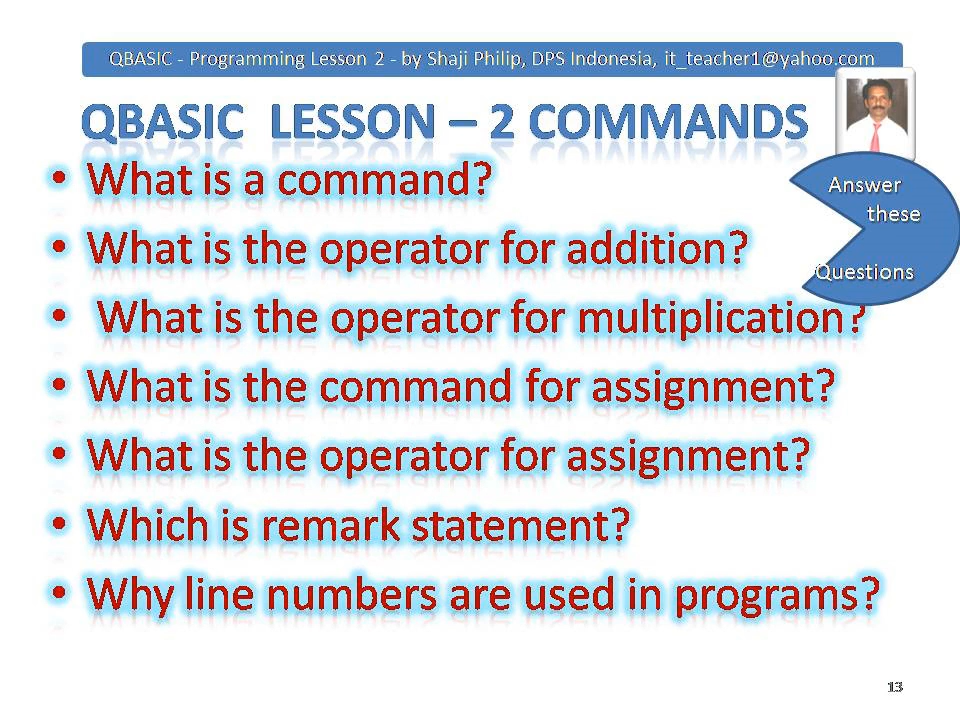 QBASIC - Programming Lesson 2 - by Shaji Philip, DPS Indonesia, it_teacher1@yahoo.com
QBASIC LESSON – 2 COMMANDS
Answer
these
Questions
• What is a command?
• What is the operator for addition?
• What is the operator for multiplication?
• What is the command for assignment?
• What is the operator for assignment?
• Which is remark statement?
• Why line numbers are used in programs?
13